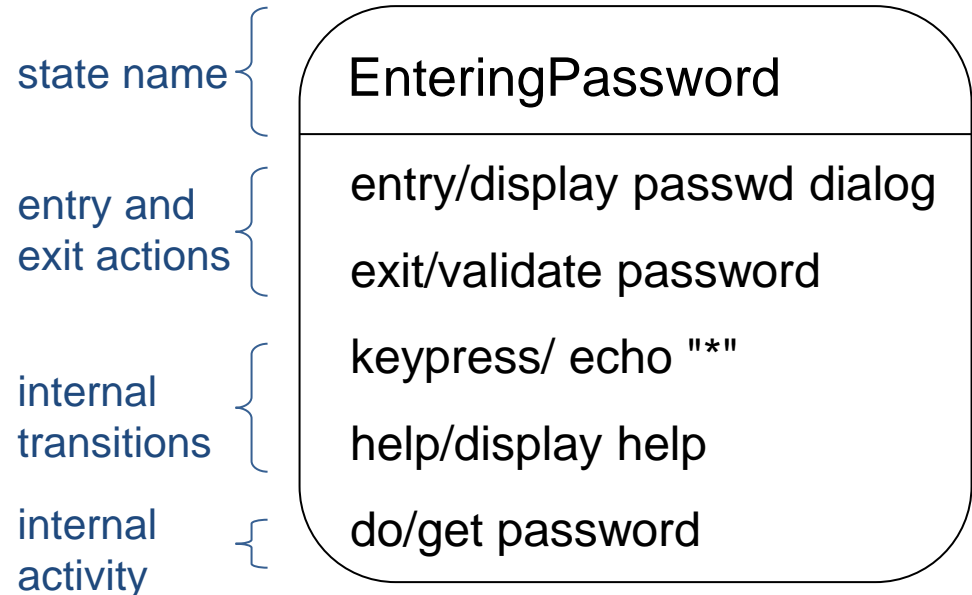 state name
EnteringPassword
entry and
exit actions
entry/display passwd dialog
exit/validate password
internal
transitions
keypress/ echo "*"
help/display help
internal
activity
do/get password